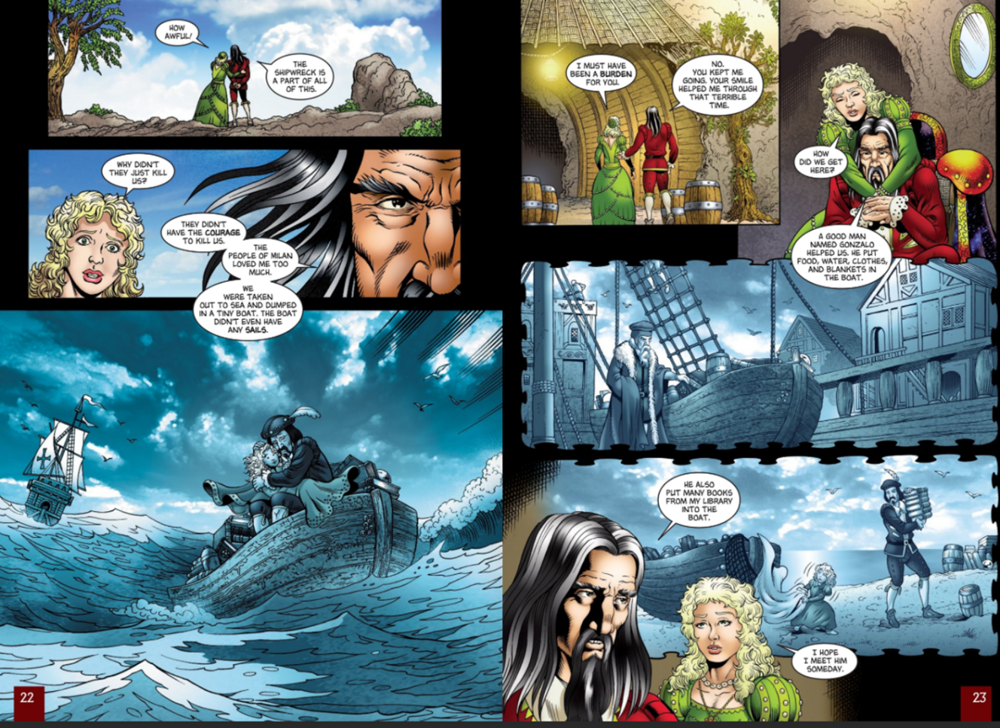 HOW
AWFUL!
THE
SHIPWRECK IS
A PART OF ALL
OF THIS.
WHY DIDN'T
THEY JUST KILL
US?
THEY DIDN'T
HAVE THE COURAGE
TO KILL US.
THE
PEOPLE OF MILAN
LOVED ME TOO
MUCH.
WE
WERE TAKEN
OUT TO SEA AND DUMPED
IN A TINY BOAT. THE BOAT
DIDN'T EVEN HAVE
ANY SAILS.
22
I MUST HAVE
BEEN A BURDEN
FOR YOU.
NO.
YOU KEPT ME
GOING. YOUR SMILE
HELPED ME THROUGH
THAT TERRIBLE
TIME.
HOW
DID WE GET
HERE?
A GOOD MAN
NAMED GONZALO
HELPED US. HE PUT
FOOD, WATER, CLOTHES,
AND BLANKETS IN
THE BOAT.
HE ALSO
PUT MANY BOOKS
FROM MY LIBRARY
INTO THE
BOAT.
I HOPE
I MEET HIM
SOMEDAY.
23